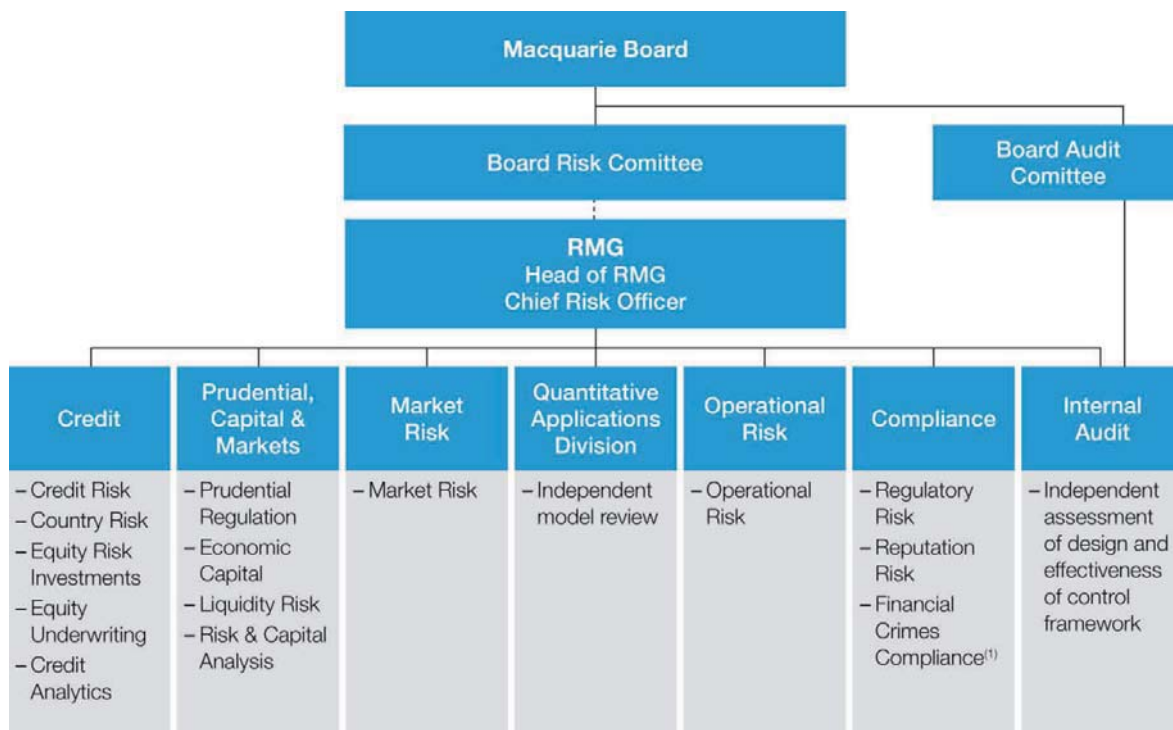 Macquarie Board
Board Risk Comittee
Board Audit
Comittee
RMG
Head of RMG
Chief Risk Officer
Credit
– Credit Risk
– Country Risk
– Equity Risk
Investments
– Equity
Underwriting
– Credit
Analytics
Prudential,
Capital &
Markets
– Prudential
Regulation
– Economic
Capital
– Liquidity Risk
– Risk & Capital
Analysis
Market
Risk
– Market Risk
Quantitative
Applications
Division
– Independent
model review
Operational
Risk
– Operational
Risk
Compliance
– Regulatory
Risk
– Reputation
Risk
– Financial
Crimes
Compliance(1)
Internal
Audit
– Independent
assessment
of design and
effectiveness
of control
framework